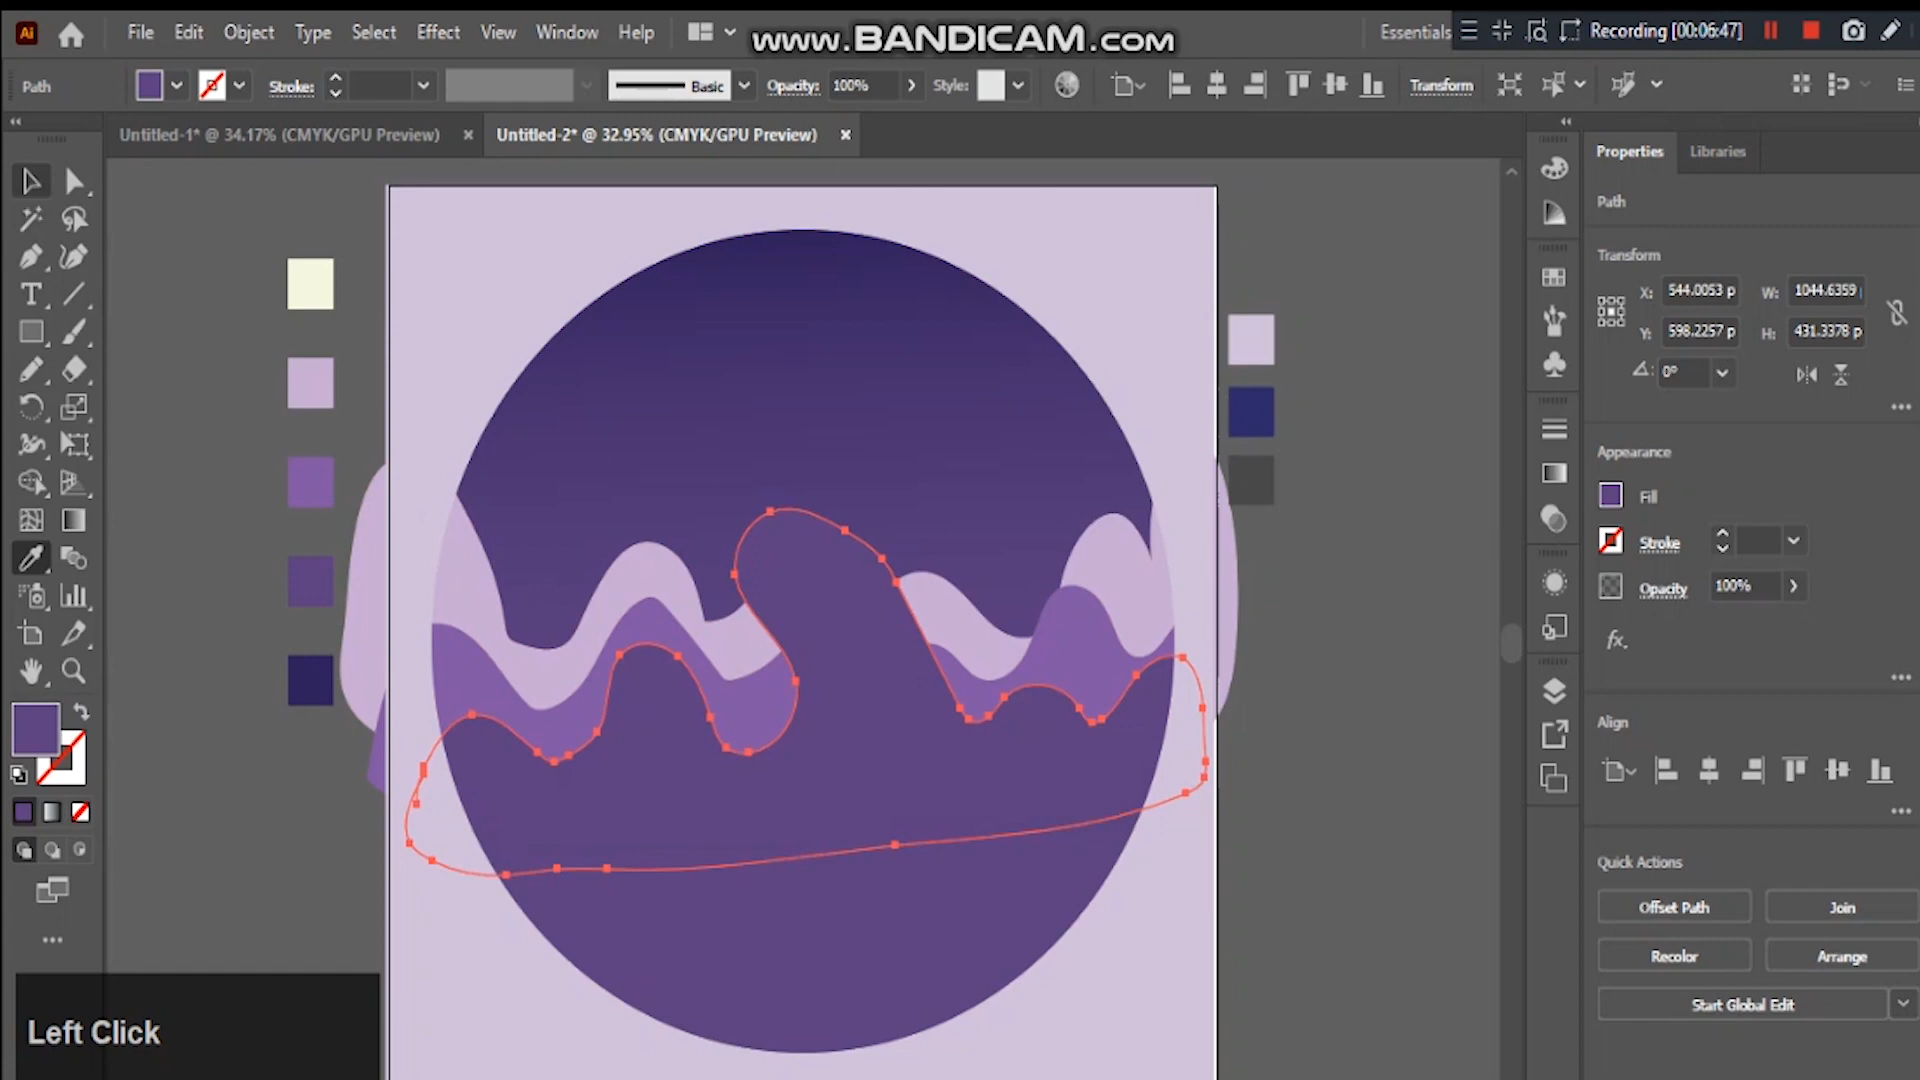 Ai File Edit Object Type Select Effect View Window Help www.BANDICAM.com Essentials Recording [00:06:47]
Path Stroke: Basic Opacity: 100% Style: Transform
Untitled-1* @ 34.17% (CMYK/GPU Preview) × Untitled-2* @ 32.95% (CMYK/GPU Preview) ×
Properties Libraries
Path
Transform
X: 544.0053 p W: 1044.6359
Y: 598.2257 p H: 431.3378 p
0°
Appearance
Fill
Stroke
Opacity 100%
fx.
Align
Quick Actions
Offset Path Join
Recolor Arrange
Start Global Edit
Left Click